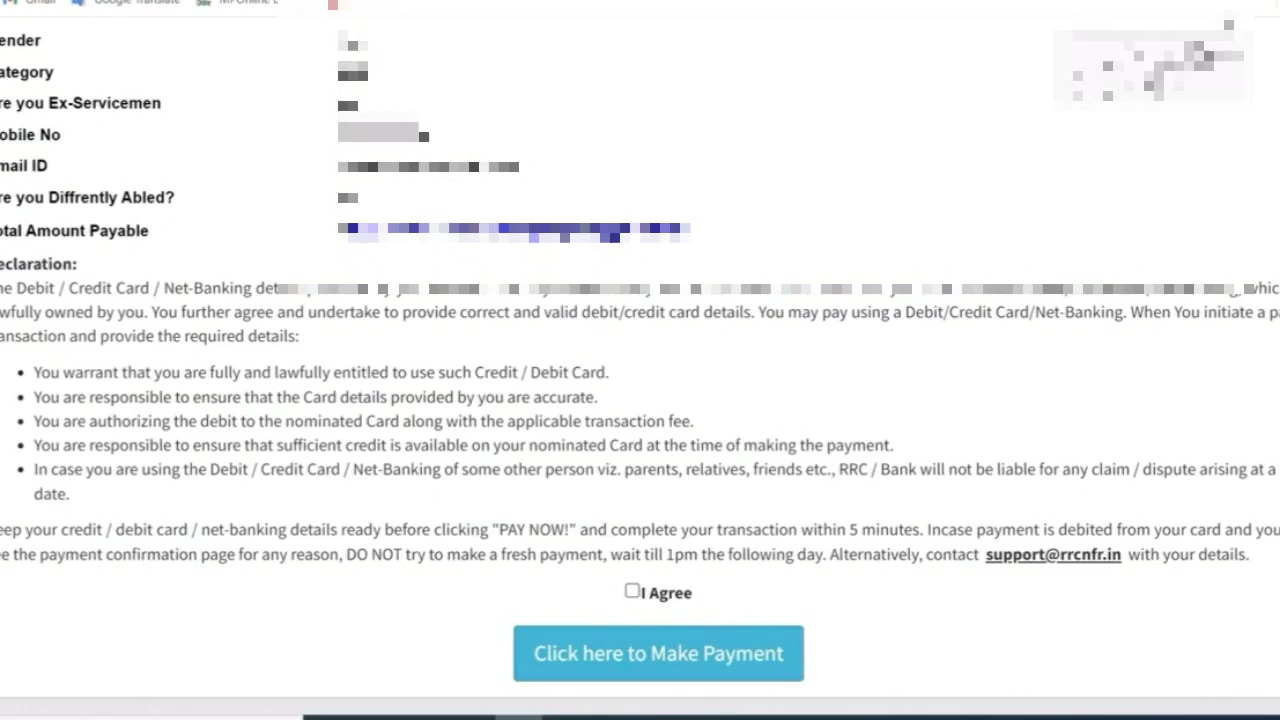 Gmail Google Translate MPOnline
ender
ategory
re you Ex-Servicemen
obile No
mail ID
re you Diffrently Abled?
otal Amount Payable
eclaration:
he Debit / Credit Card / Net-Banking
wfully owned by you. You further agree and undertake to provide correct and valid debit/credit card details. You may pay using a Debit/Credit Card/Net-Banking. When You initiate a
ansaction and provide the required details:
• You warrant that you are fully and lawfully entitled to use such Credit / Debit Card.
• You are responsible to ensure that the Card details provided by you are accurate.
• You are authorizing the debit to the nominated Card along with the applicable transaction fee.
• You are responsible to ensure that sufficient credit is available on your nominated Card at the time of making the payment.
• In case you are using the Debit / Credit Card / Net-Banking of some other person viz. parents, relatives, friends etc., RRC / Bank will not be liable for any claim / dispute arising at a
date.
eep your credit / debit card / net-banking details ready before clicking "PAY NOW!" and complete your transaction within 5 minutes. Incase payment is debited from your card and you
ee the payment confirmation page for any reason, DO NOT try to make a fresh payment, wait till 1pm the following day. Alternatively, contact support@rrcnfr.in with your details.
I Agree
Click here to Make Payment